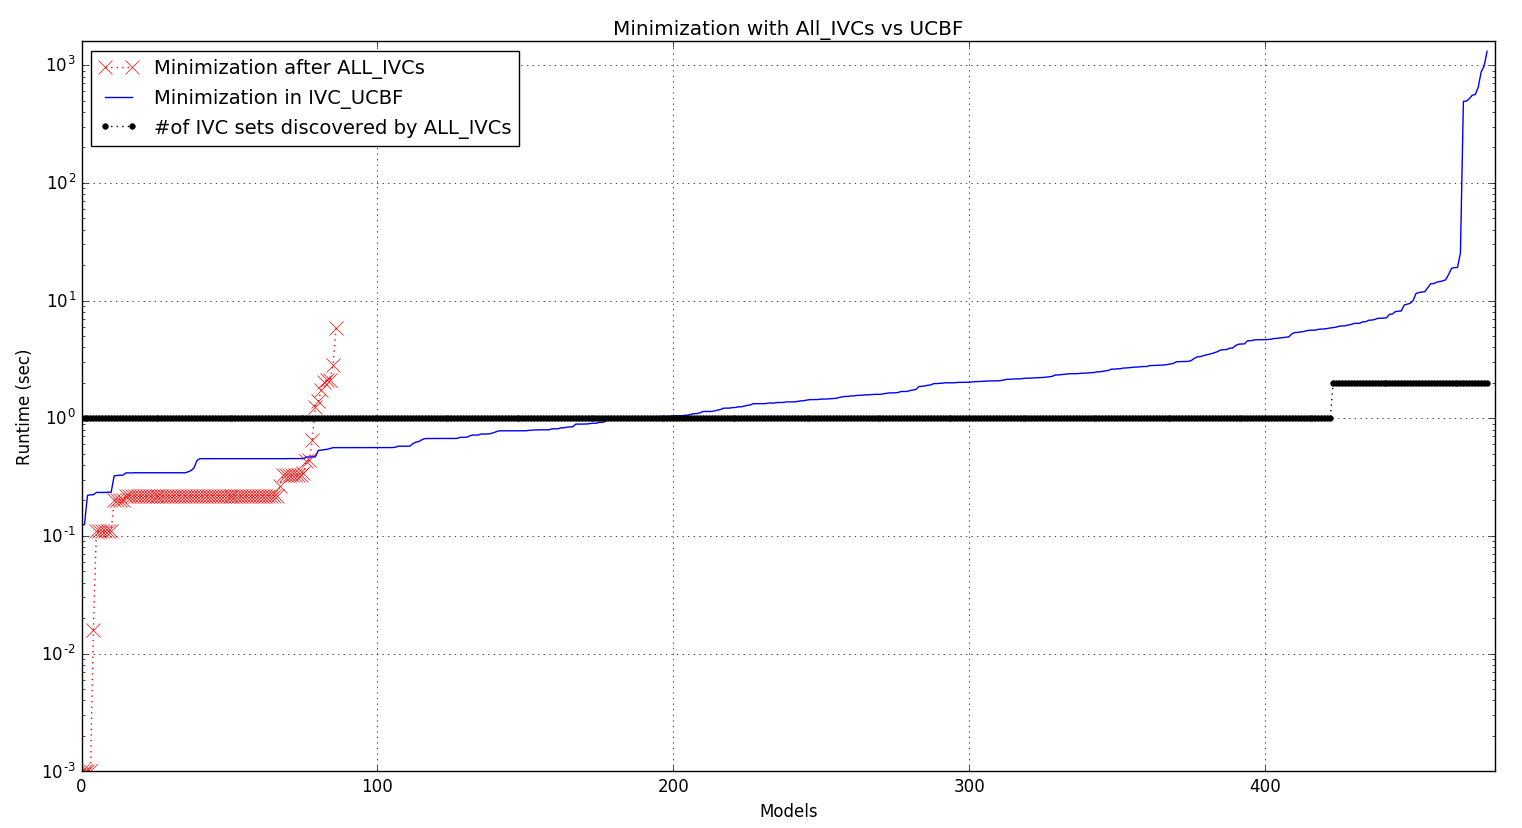 Minimization with All_IVCs vs UCBF
Minimization after ALL_IVCs
Minimization in IVC_UCBF
#of IVC sets discovered by ALL_IVCs
Runtime (sec)
10^3
10^2
10^1
10^0
10^-1
10^-2
10^-3
0 100 200 300 400
Models